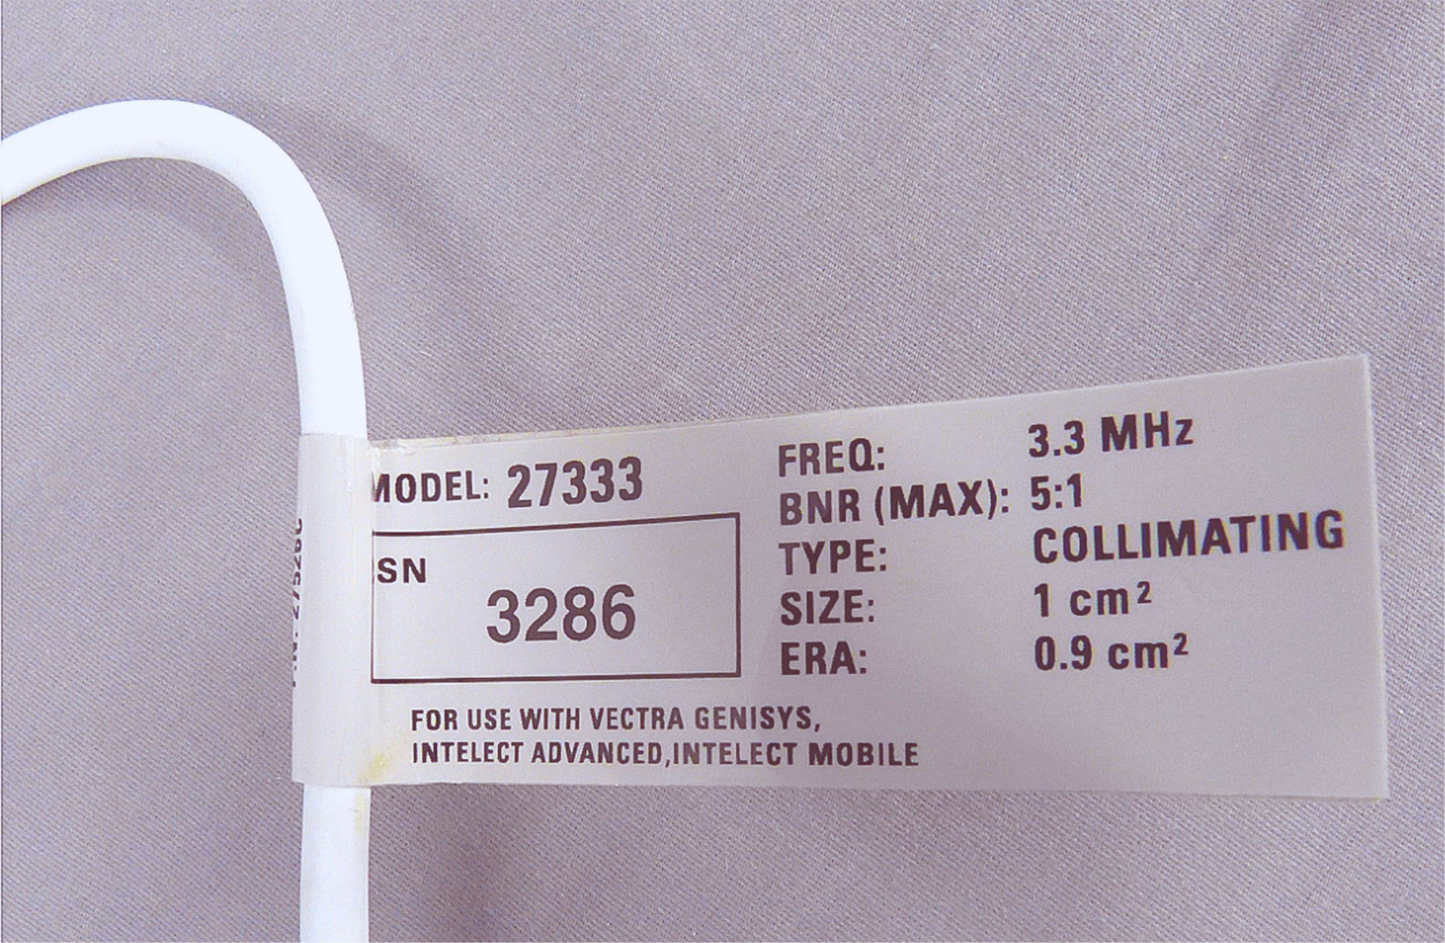 MODEL: 27333
SN
3286
FREQ: 3.3 MHz
BNR (MAX): 5:1
TYPE: COLLIMATING
SIZE: 1 cm²
ERA: 0.9 cm²
FOR USE WITH VECTRA GENISYS,
INTELECT ADVANCED,INTELECT MOBILE